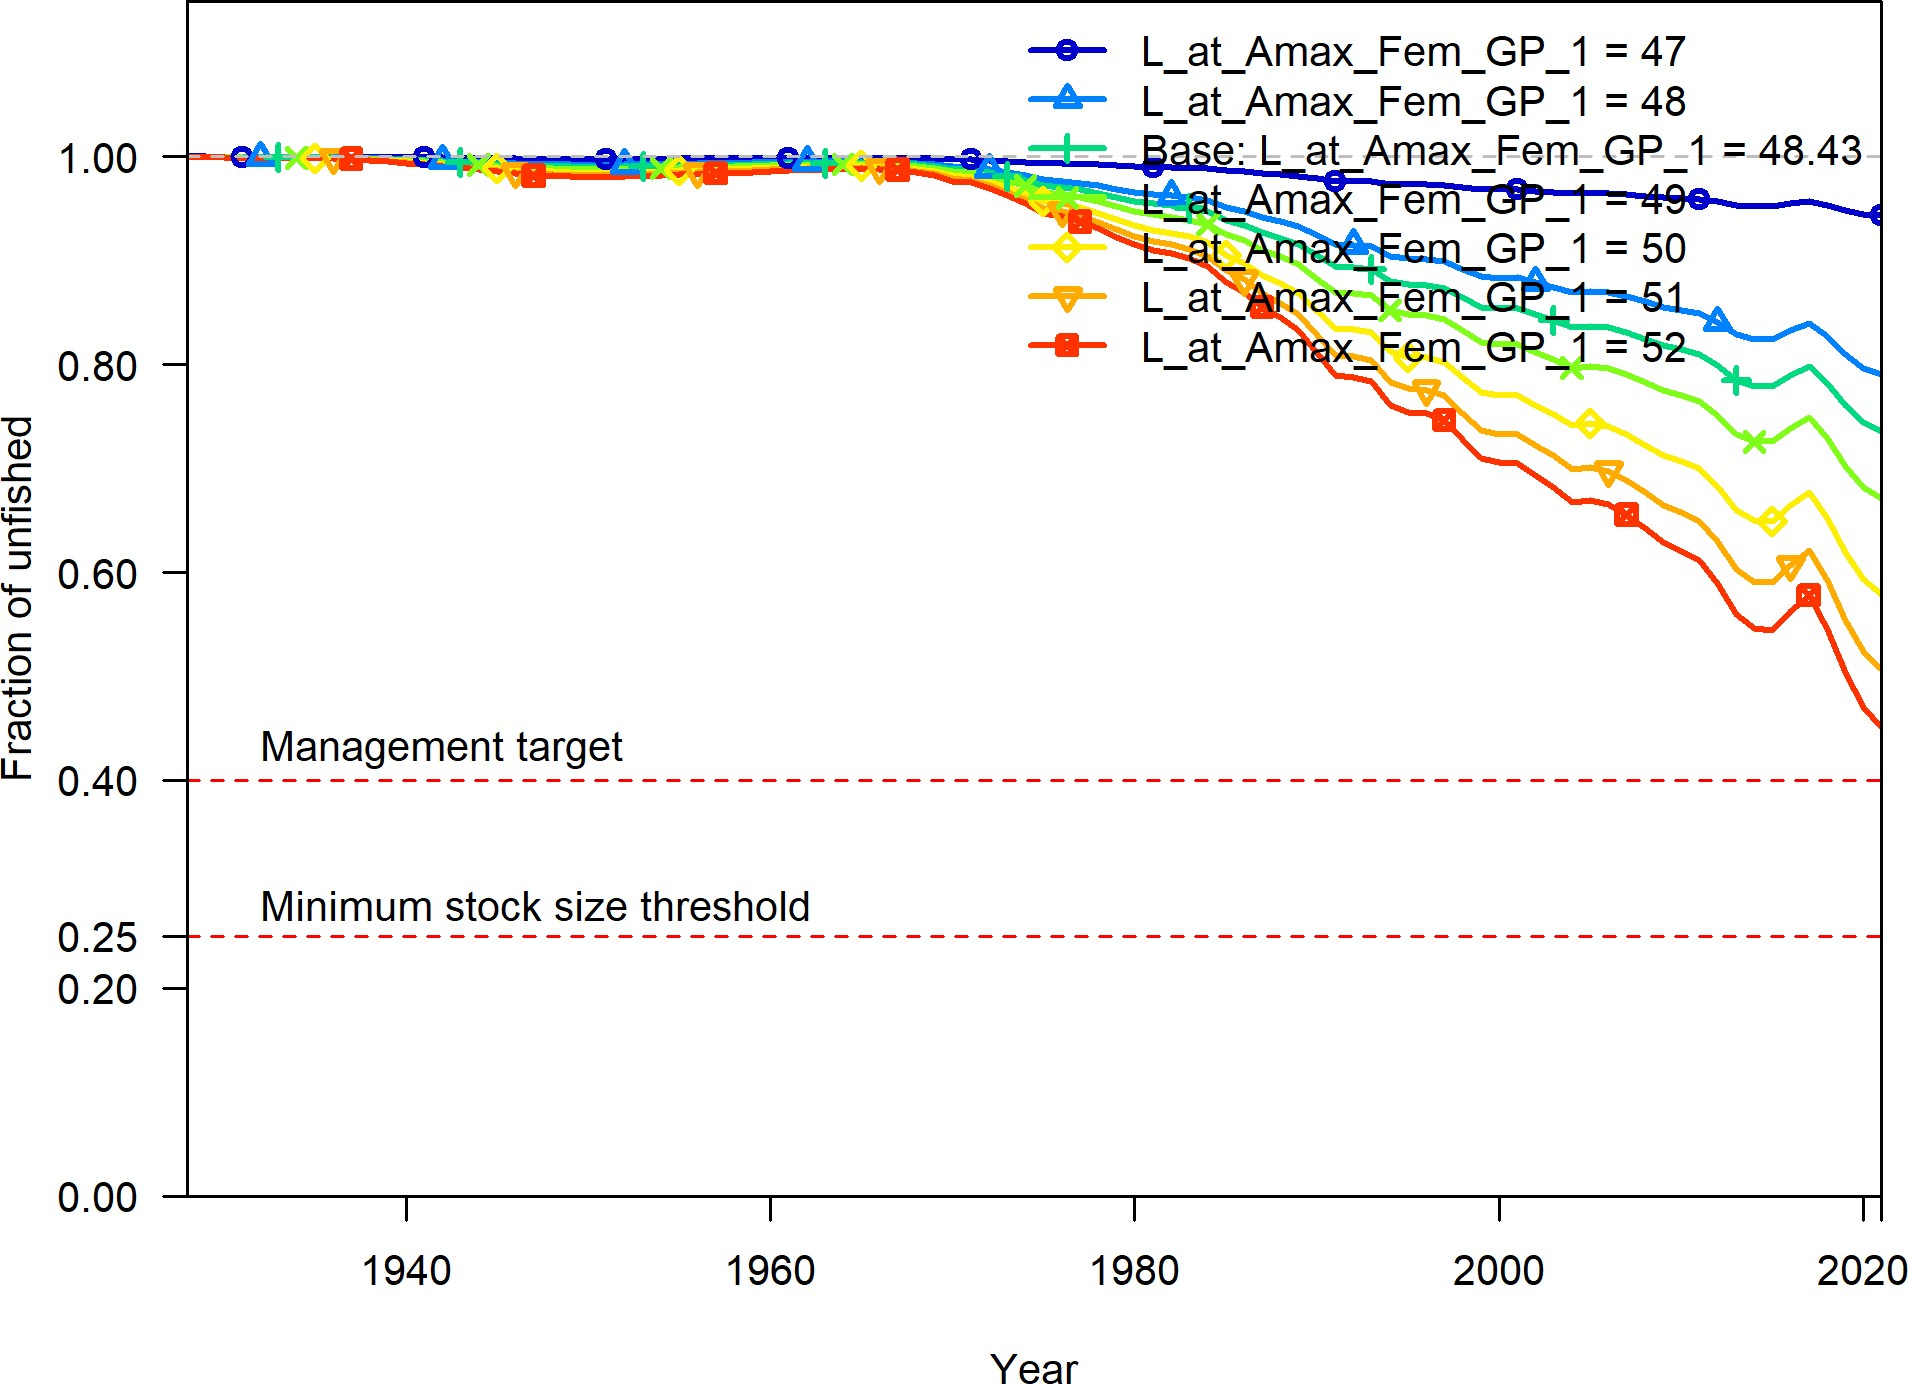 L_at_Amax_Fem_GP_1 = 47
L_at_Amax_Fem_GP_1 = 48
Base: L_at_Amax_Fem_GP_1 = 48.43
L_at_Amax_Fem_GP_1 = 49
L_at_Amax_Fem_GP_1 = 50
L_at_Amax_Fem_GP_1 = 51
L_at_Amax_Fem_GP_1 = 52
Fraction of unfished
1.00
0.80
0.60
0.40
0.25
0.20
0.00
Management target
Minimum stock size threshold
1940 1960 1980 2000 2020
Year